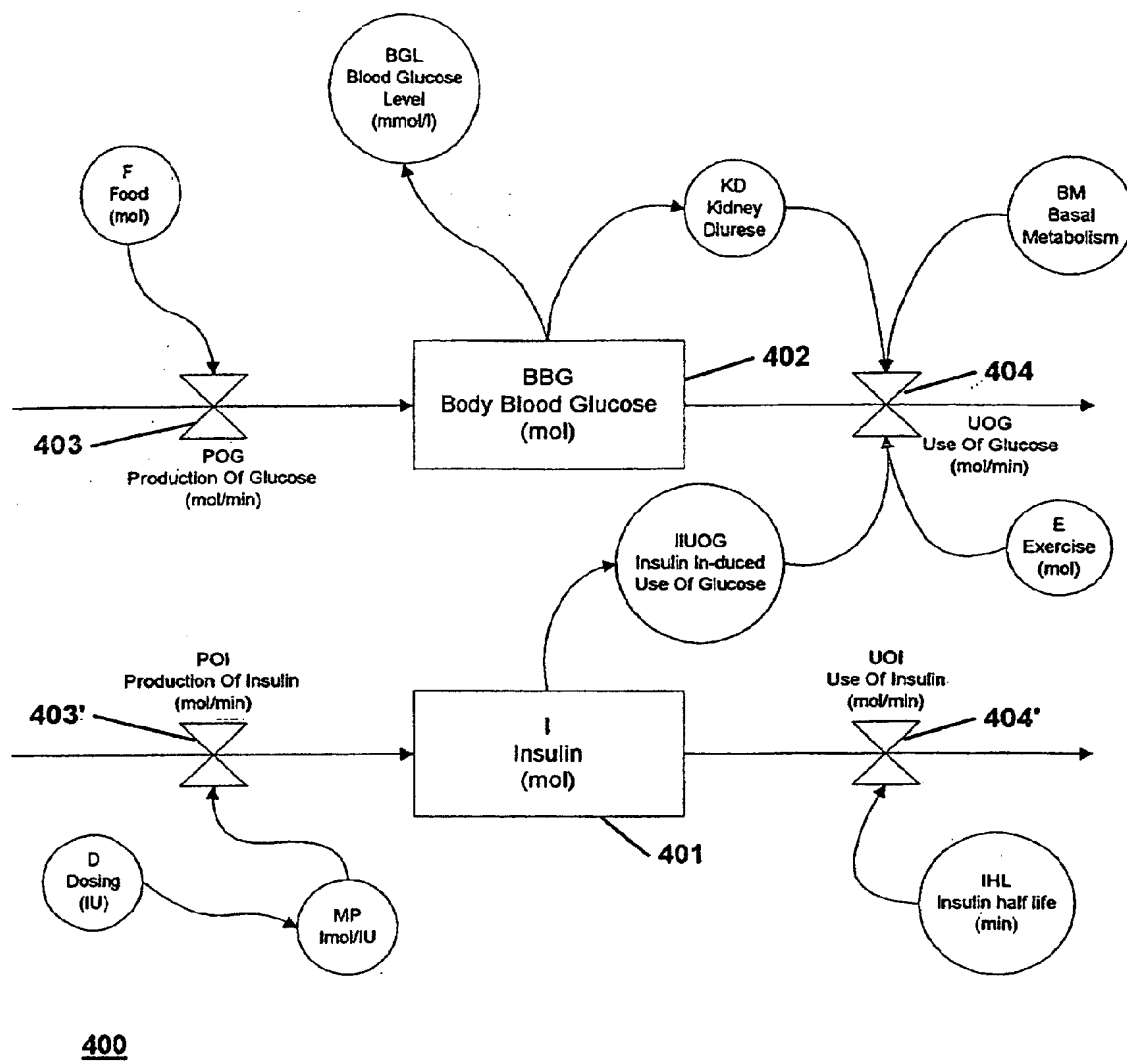 BGL
Blood Glucose
Level
(mmol/l)
F
Food
(mol)
KD
Kidney
Diurese
BM
Basal
Metabolism
402
404
BBG
Body Blood Glucose
(mol)
403
POG
Production Of Glucose
(mol/min)
UOG
Use Of Glucose
(mol/min)
IIUOG
Insulin In-duced
Use Of Glucose
E
Exercise
(mol)
POI
Production Of Insulin
(mol/min)
UOI
Use Of Insulin
(mol/min)
403'
404'
I
Insulin
(mol)
401
D
Dosing
(IU)
MP
Imol/IU
IHL
Insulin half life
(min)
400